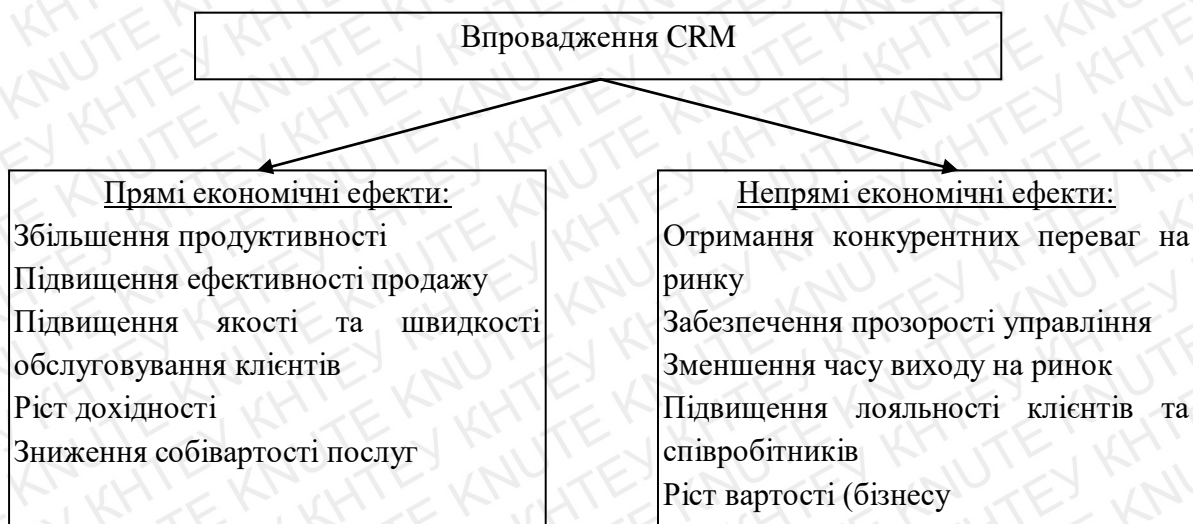 Впровадження CRM
Прямі економічні ефекти:
Збільшення продуктивності
Підвищення ефективності продажу
Підвищення якості та швидкості
обслуговування клієнтів
Ріст дохідності
Зниження собівартості послуг
Непрямі економічні ефекти:
Отримання конкурентних переваг на
ринку
Забезпечення прозорості управління
Зменшення часу виходу на ринок
Підвищення лояльності клієнтів та
співробітників
Ріст вартості (бізнесу